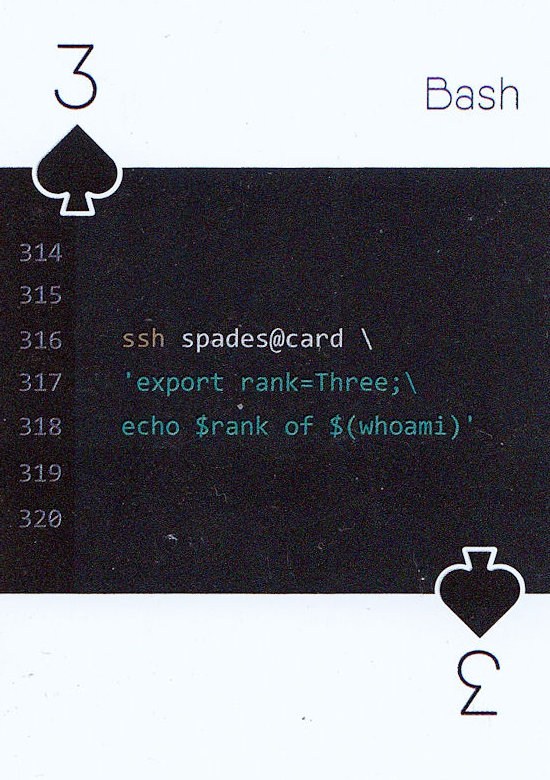 3
Bash
314
315
316 ssh spades@card \
317 'export rank=Three;\
318 echo $rank of $(whoami)'
319
320
3